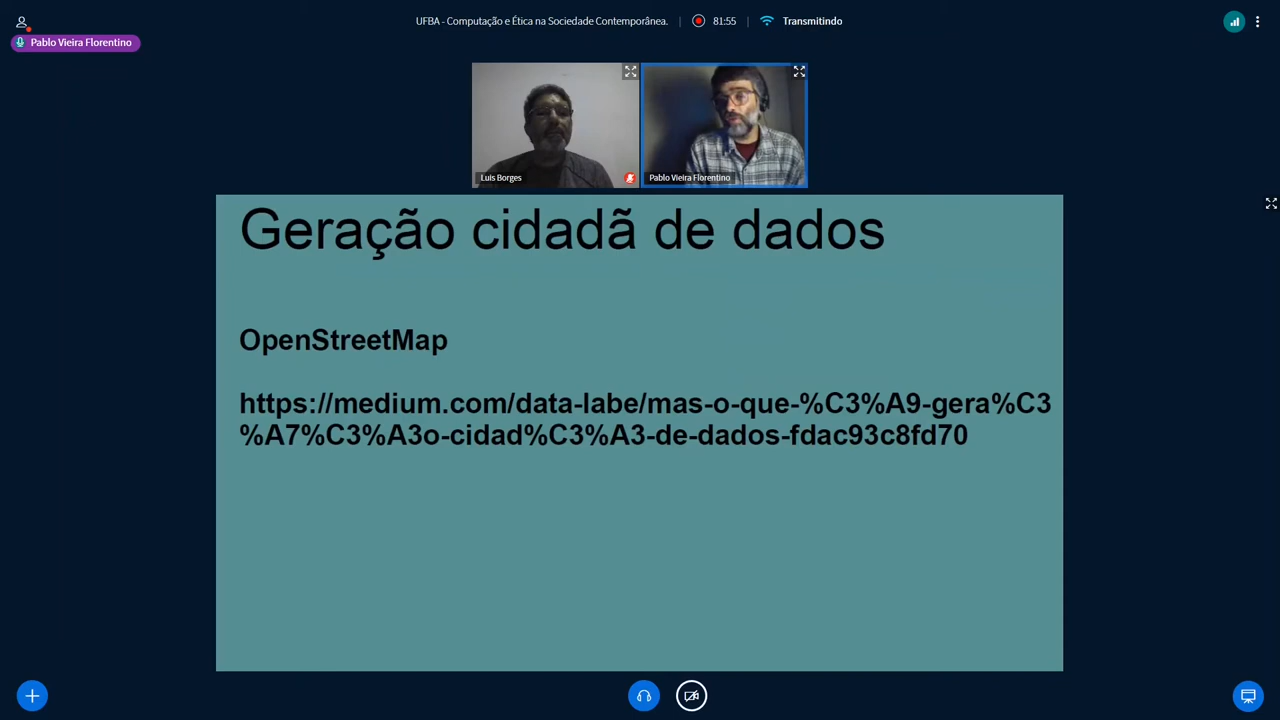 UFBA - Computação e Ética na Sociedade Contemporânea.
81:55
Transmitindo
Pablo Vieira Florentino
Luis Borges
Pablo Vieira Florentino
Geração cidadã de dados
OpenStreetMap
https://medium.com/data-labe/mas-o-que-%C3%A9-gera%C3
%A7%C3%A3o-cidad%C3%A3-de-dados-fdac93c8fd70